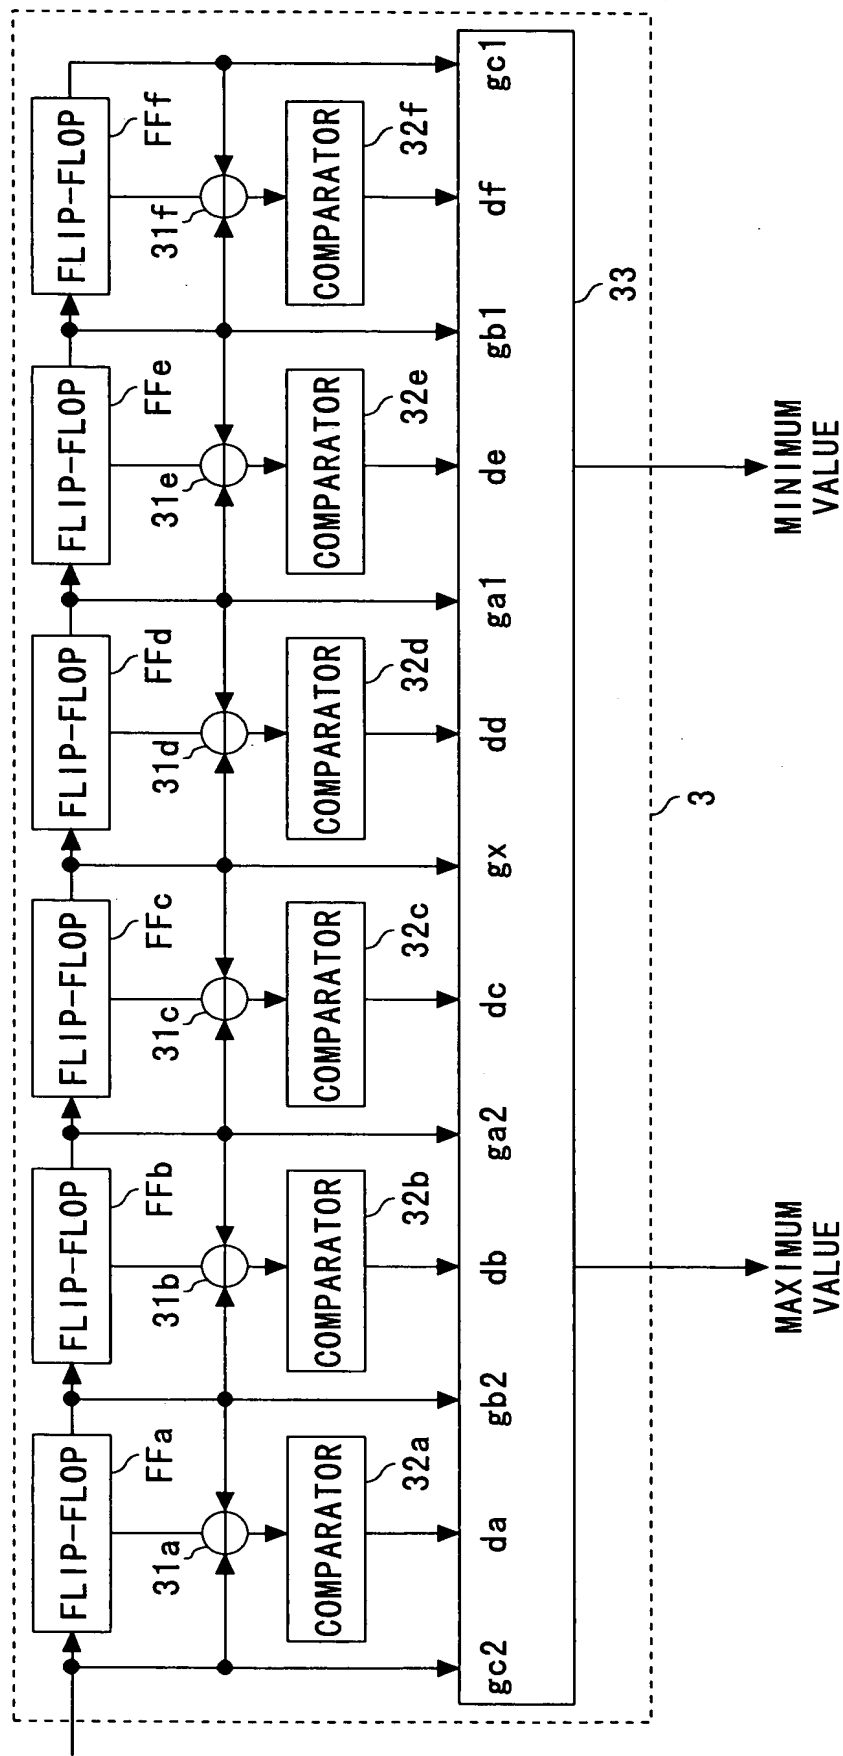 FLIP-FLOP
FLIP-FLOP
FLIP-FLOP
FLIP-FLOP
FLIP-FLOP
FLIP-FLOP
FFa
FFb
FFc
FFd
FFe
FFf
31a
31b
31c
31d
31e
31f
COMPARATOR
COMPARATOR
COMPARATOR
COMPARATOR
COMPARATOR
COMPARATOR
32a
32b
32c
32d
32e
32f
gc2
da
gb2
db
ga2
dc
gx
dd
ga1
de
gb1
df
gc1
33
3
MAXIMUM
VALUE
MINIMUM
VALUE